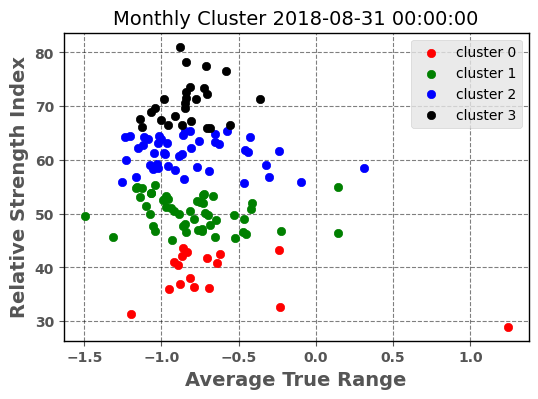 Monthly Cluster 2018-08-31 00:00:00
cluster 0
cluster 1
cluster 2
cluster 3
Relative Strength Index
80
70
60
50
40
30
−1.5 −1.0 −0.5 0.0 0.5 1.0
Average True Range